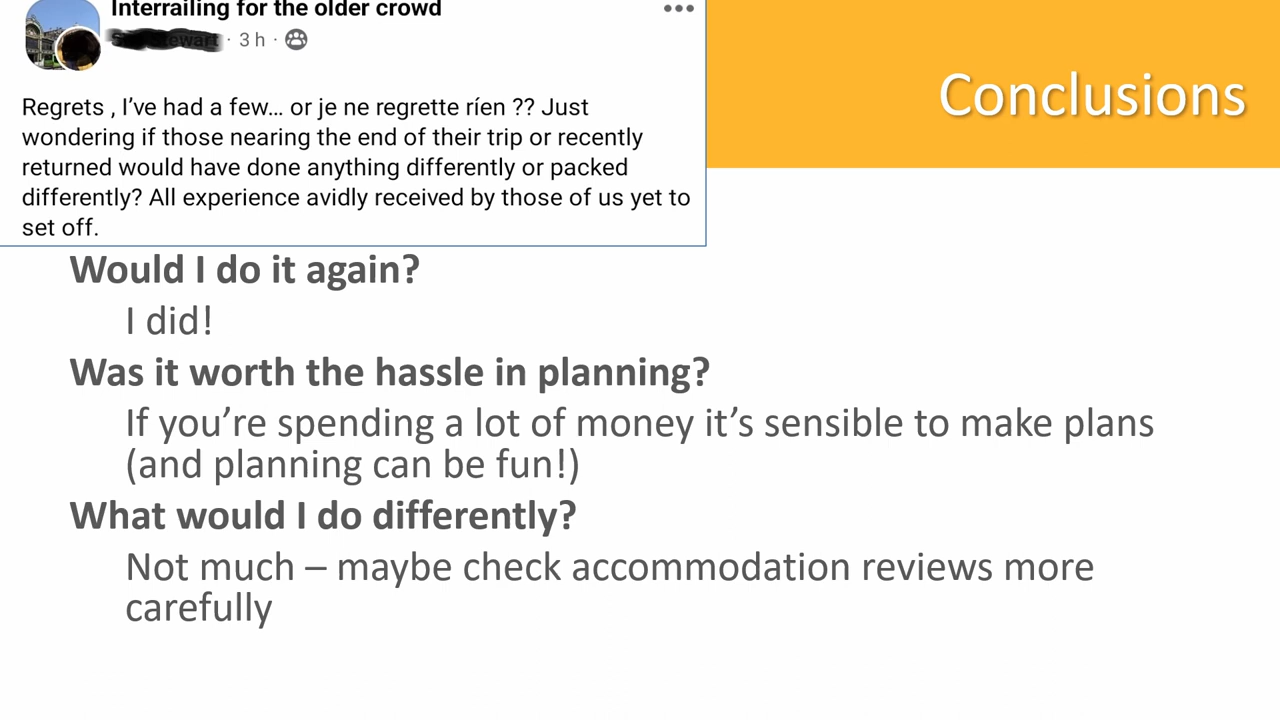 Interrailing for the older crowd
· 3 h ·
Conclusions
Regrets , I’ve had a few... or je ne regrette ríen ?? Just
wondering if those nearing the end of their trip or recently
returned would have done anything differently or packed
differently? All experience avidly received by those of us yet to
set off.
Would I do it again?
I did!
Was it worth the hassle in planning?
If you’re spending a lot of money it’s sensible to make plans
(and planning can be fun!)
What would I do differently?
Not much – maybe check accommodation reviews more
carefully